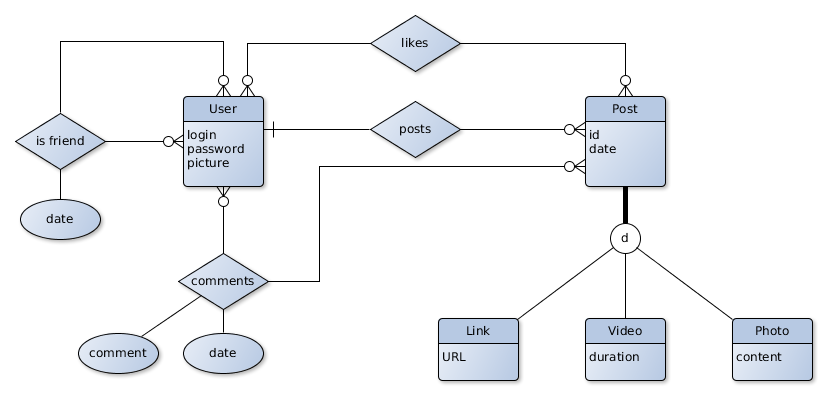 likes
User
login
password
picture
posts
Post
id
date
is friend
date
d
comments
comment
date
Link
URL
Video
duration
Photo
content